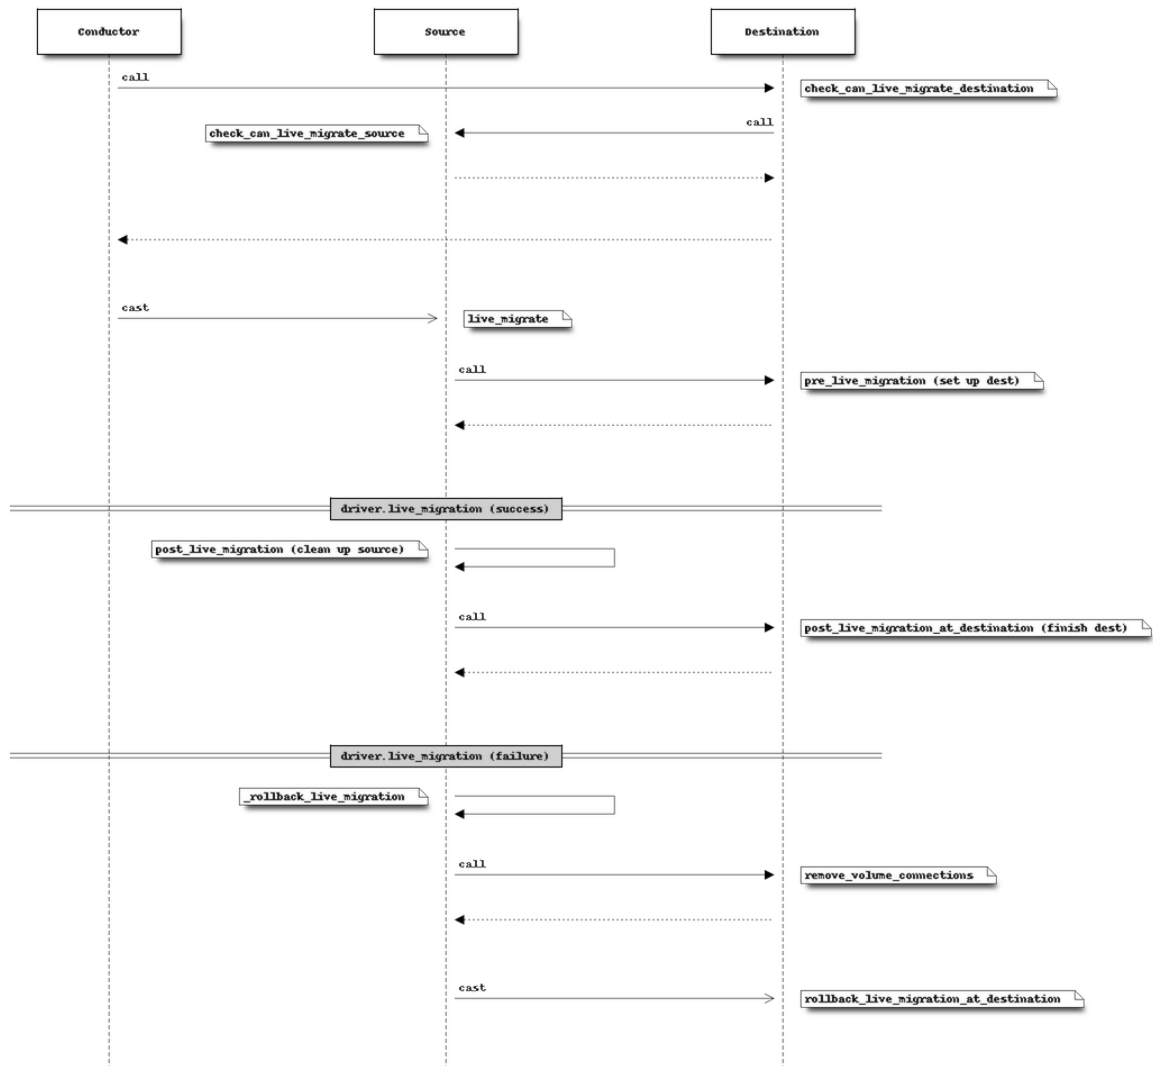 Conductor
Source
Destination
call
check_can_live_migrate_destination
call
check_can_live_migrate_source
cast
live_migrate
call
pre_live_migration (set up dest)
driver.live_migration (success)
post_live_migration (clean up source)
call
post_live_migration_at_destination (finish dest)
driver.live_migration (failure)
_rollback_live_migration
call
remove_volume_connections
cast
rollback_live_migration_at_destination